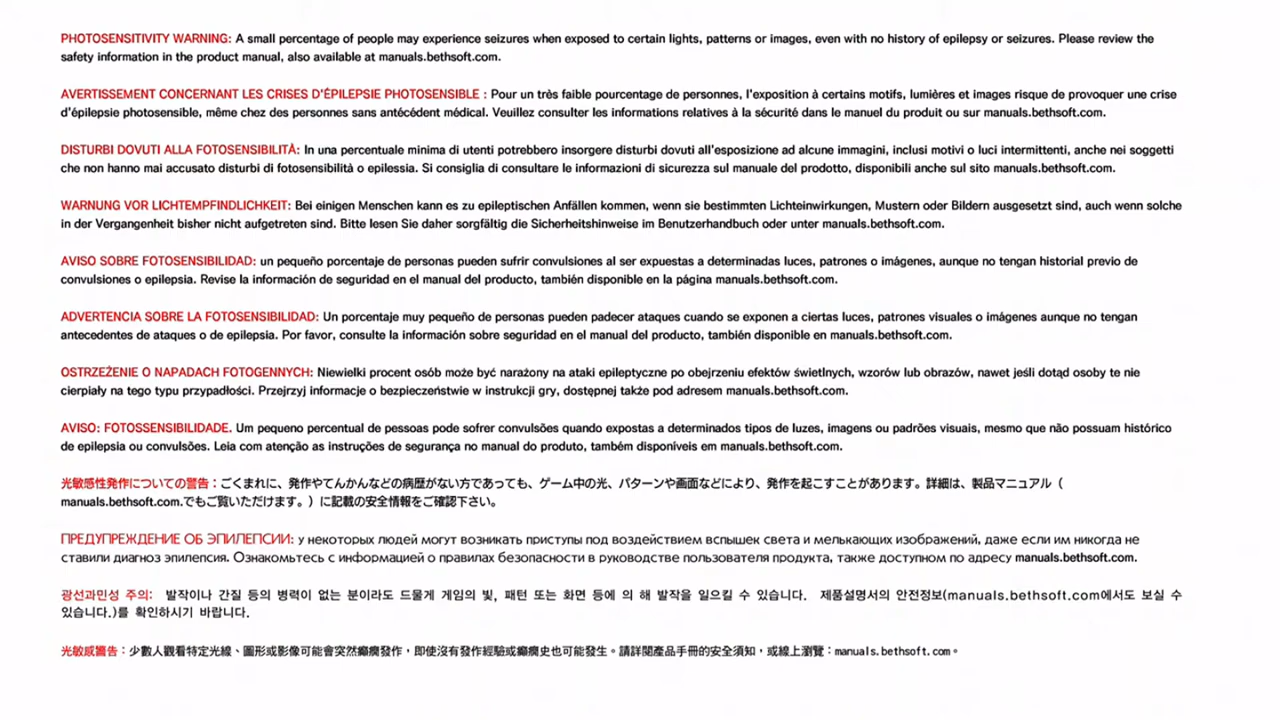 PHOTOSENSITIVITY WARNING: A small percentage of people may experience seizures when exposed to certain lights, patterns or images, even with no history of epilepsy or seizures. Please review the
safety information in the product manual, also available at manuals.bethsoft.com.
AVERTISSEMENT CONCERNANT LES CRISES D'ÉPILEPSIE PHOTOSENSIBLE : Pour un très faible pourcentage de personnes, l'exposition à certains motifs, lumières et images risque de provoquer une crise
d'épilepsie photosensible, même chez des personnes sans antécédent médical. Veuillez consulter les informations relatives à la sécurité dans le manuel du produit ou sur manuals.bethsoft.com.
DISTURBI DOVUTI ALLA FOTOSENSIBILITÀ: In una percentuale minima di utenti potrebbero insorgere disturbi dovuti all'esposizione ad alcune immagini, inclusi motivi o luci intermittenti, anche nei soggetti
che non hanno mai accusato disturbi di fotosensibilità o epilessia. Si consiglia di consultare le informazioni di sicurezza sul manuale del prodotto, disponibili anche sul sito manuals.bethsoft.com.
WARNUNG VOR LICHTEMPFINDLICHKEIT: Bei einigen Menschen kann es zu epileptischen Anfällen kommen, wenn sie bestimmten Lichteinwirkungen, Mustern oder Bildern ausgesetzt sind, auch wenn solche
in der Vergangenheit bisher nicht aufgetreten sind. Bitte lesen Sie daher sorgfältig die Sicherheitshinweise im Benutzerhandbuch oder unter manuals.bethsoft.com.
AVISO SOBRE FOTOSENSIBILIDAD: un pequeño porcentaje de personas pueden sufrir convulsiones al ser expuestas a determinadas luces, patrones o imágenes, aunque no tengan historial previo de
convulsiones o epilepsia. Revise la información de seguridad en el manual del producto, también disponible en la página manuals.bethsoft.com.
ADVERTENCIA SOBRE LA FOTOSENSIBILIDAD: Un porcentaje muy pequeño de personas pueden padecer ataques cuando se exponen a ciertas luces, patrones visuales o imágenes aunque no tengan
antecedentes de ataques o de epilepsia. Por favor, consulte la información sobre seguridad en el manual del producto, también disponible en manuals.bethsoft.com.
OSTRZEŻENIE O NAPADACH FOTOGENNYCH: Niewielki procent osób może być narażony na ataki epileptyczne po obejrzeniu efektów świetlnych, wzorów lub obrazów, nawet jeśli dotąd osoby te nie
cierpiały na tego typu przypadłości. Przejrzyj informacje o bezpieczeństwie w instrukcji gry, dostępnej także pod adresem manuals.bethsoft.com.
AVISO: FOTOSSENSIBILIDADE. Um pequeno percentual de pessoas pode sofrer convulsões quando expostas a determinados tipos de luzes, imagens ou padrões visuais, mesmo que não possuam histórico
de epilepsia ou convulsões. Leia com atenção as instruções de segurança no manual do produto, também disponíveis em manuals.bethsoft.com.
光敏感性発作についての警告：ごくまれに、発作やてんかんなどの病歴がない方であっても、ゲーム中の光、パターンや画面などにより、発作を起こすことがあります。詳細は、製品マニュアル（
manuals.bethsoft.com.でもご覧いただけます。）に記載の安全情報をご確認下さい。
ПРЕДУПРЕЖДЕНИЕ ОБ ЭПИЛЕПСИИ: у некоторых людей могут возникать приступы под воздействием вспышек света и мелькающих изображений, даже если им никогда не
ставили диагноз эпилепсия. Ознакомьтесь с информацией о правилах безопасности в руководстве пользователя продукта, также доступном по адресу manuals.bethsoft.com.
광선과민성 주의: 발작이나 간질 등의 병력이 없는 분이라도 드물게 게임의 빛, 패턴 또는 화면 등에 의 해 발작을 일으킬 수 있습니다. 제품설명서의 안전정보(manuals.bethsoft.com에서도 보실 수
있습니다.)를 확인하시기 바랍니다.
光敏感警告：少數人觀看特定光線、圖形或影像可能會突然癲癇發作，即使沒有發作經驗或癲癇史也可能發生。請詳閱產品手冊的安全須知，或線上瀏覽：manuals.bethsoft.com。